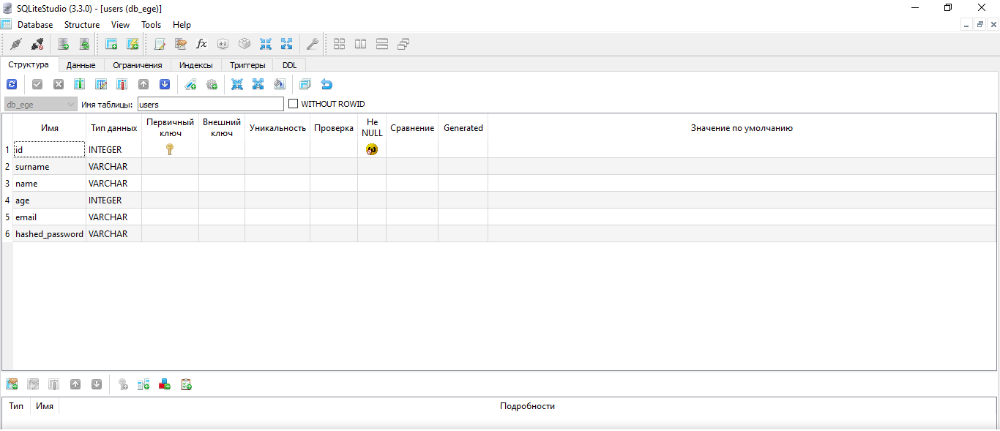 SQLiteStudio (3.3.0) - [users (db_ege)]
Database Structure View Tools Help
Структура Данные Ограничения Индексы Триггеры DDL
db_ege Имя таблицы: users WITHOUT ROWID
Имя Тип данных Первичный ключ Внешний ключ Уникальность Проверка Не NULL Сравнение Generated Значение по умолчанию
1 id INTEGER
2 surname VARCHAR
3 name VARCHAR
4 age INTEGER
5 email VARCHAR
6 hashed_password VARCHAR
Тип Имя Подробности